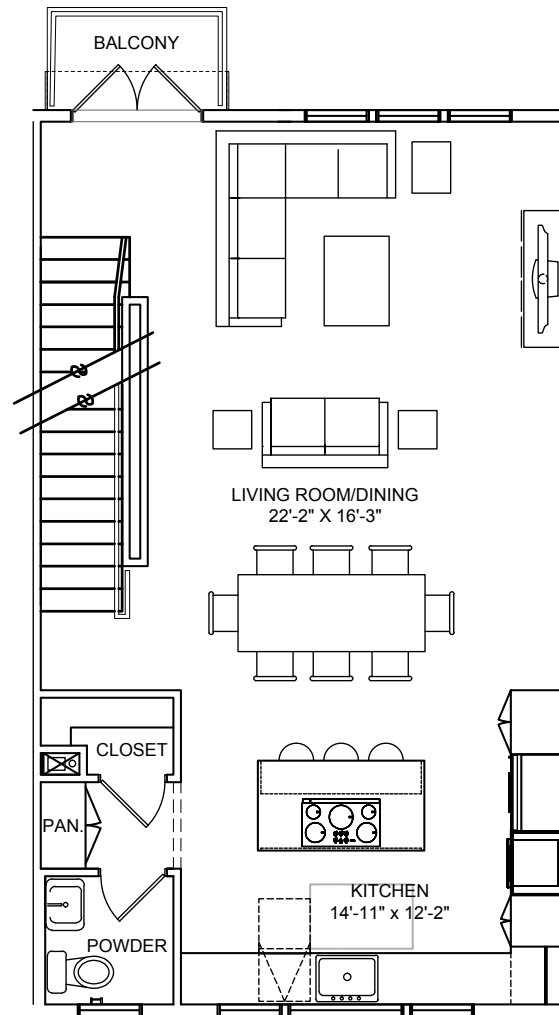 BALCONY
LIVING ROOM/DINING
22'-2" X 16'-3"
CLOSET
PAN.
KITCHEN
14'-11" x 12'-2"
POWDER